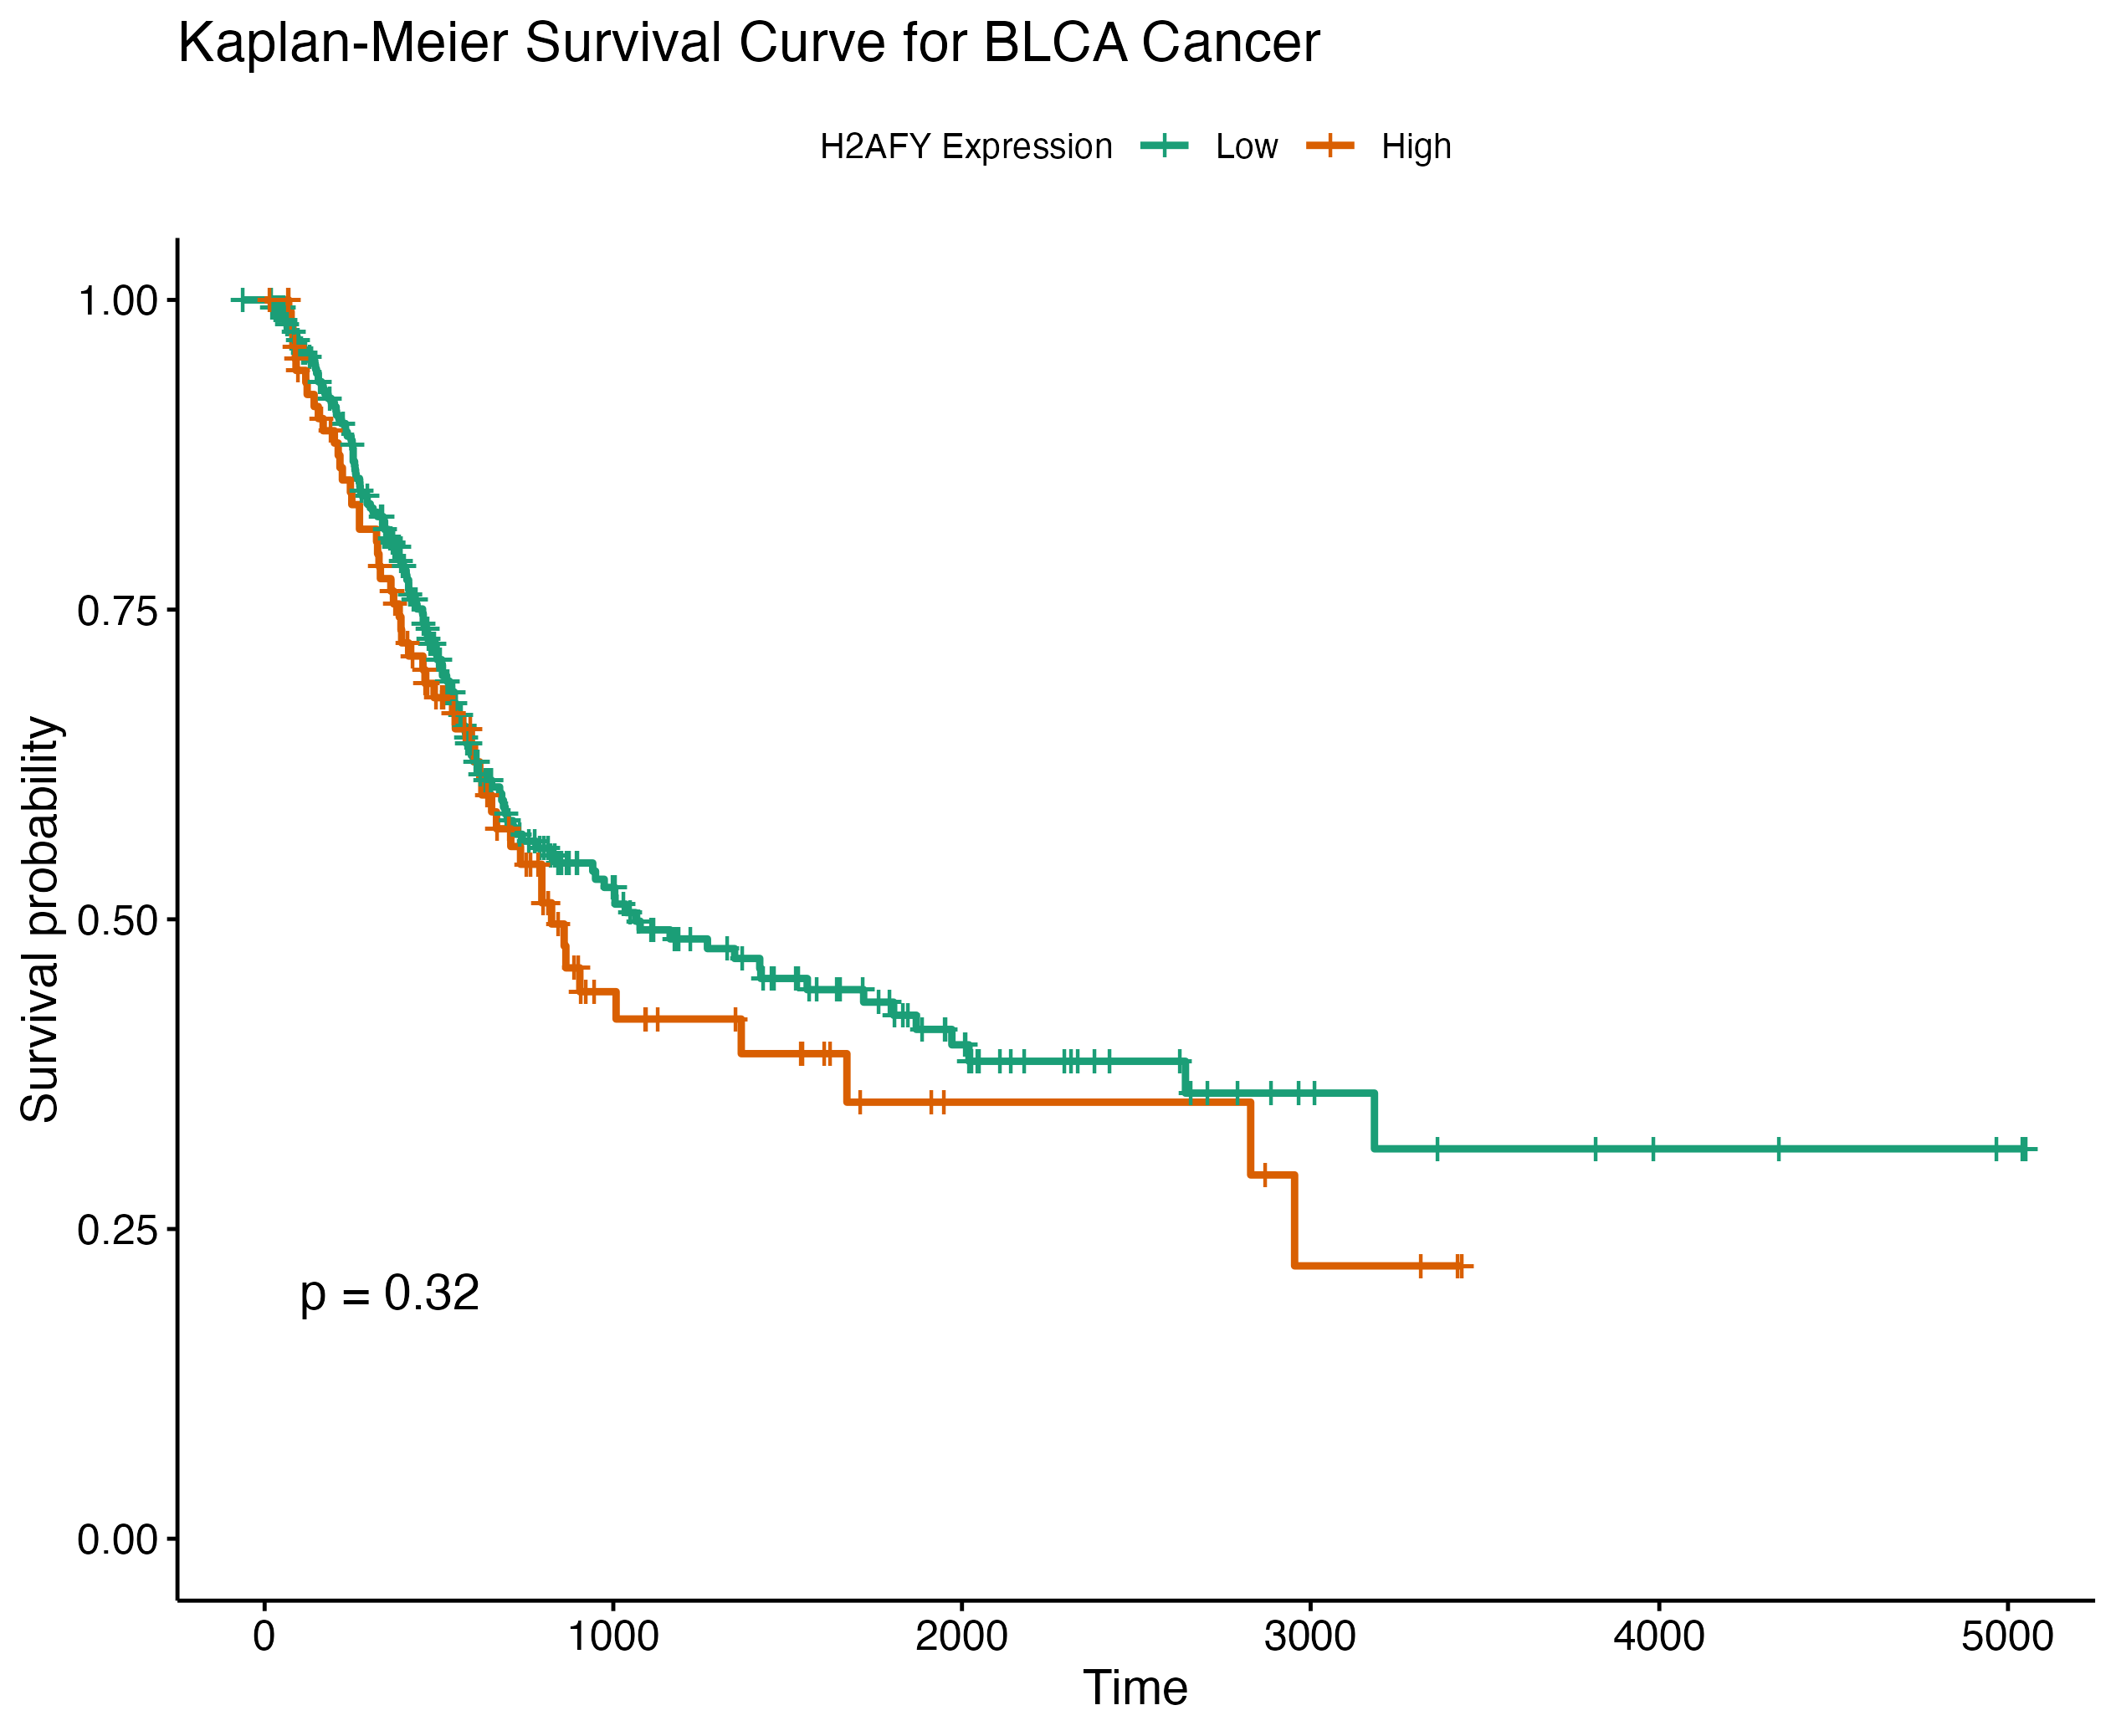 Kaplan-Meier Survival Curve for BLCA Cancer
H2AFY Expression Low High
Survival probability
1.00
0.75
0.50
0.25
0.00
p = 0.32
0 1000 2000 3000 4000 5000
Time